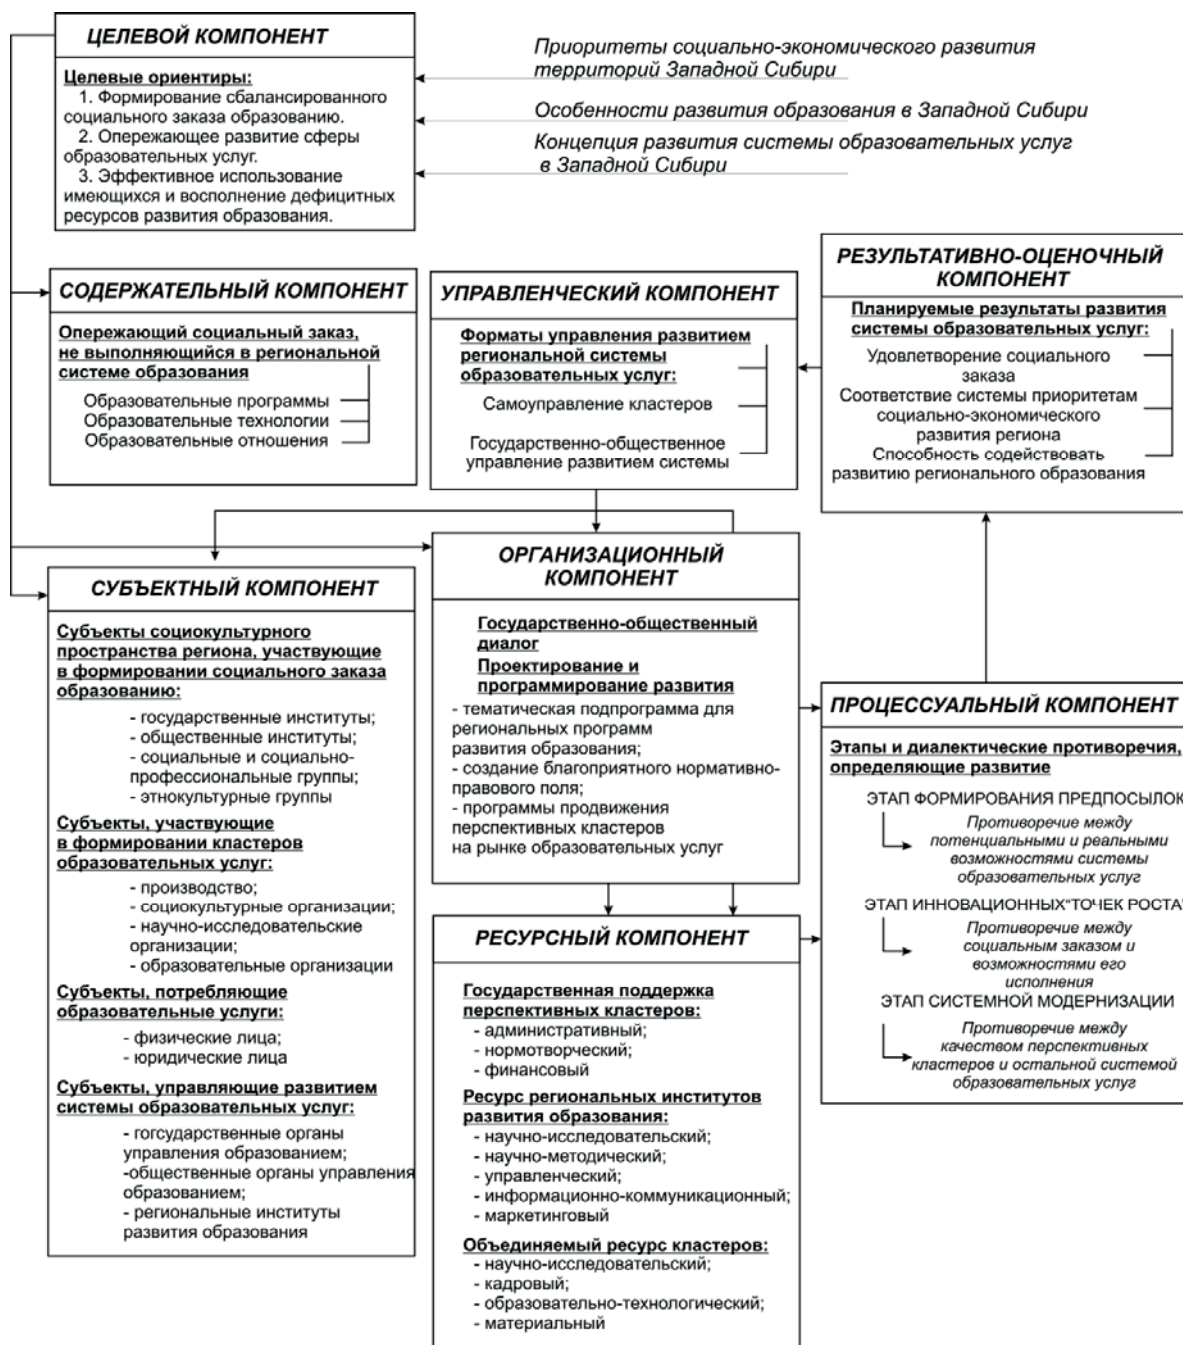 ЦЕЛЕВОЙ КОМПОНЕНТ
Целевые ориентиры:
1. Формирование сбалансированного
социального заказа образованию.
2. Опережающее развитие сферы
образовательных услуг.
3. Эффективное использование
имеющихся и восполнение дефицитных
ресурсов развития образования.
Приоритеты социально-экономического развития
территорий Западной Сибири
Особенности развития образования в Западной Сибири
Концепция развития системы образовательных услуг
в Западной Сибири
СОДЕРЖАТЕЛЬНЫЙ КОМПОНЕНТ
Опережающий социальный заказ,
не выполняющийся в региональной
системе образования
Образовательные программы
Образовательные технологии
Образовательные отношения
УПРАВЛЕНЧЕСКИЙ КОМПОНЕНТ
Форматы управления развитием
региональной системы
образовательных услуг:
Самоуправление кластеров
Государственно-общественное
управление развитием системы
РЕЗУЛЬТАТИВНО-ОЦЕНОЧНЫЙ
КОМПОНЕНТ
Планируемые результаты развития
системы образовательных услуг:
Удовлетворение социального
заказа
Соответствие системы приоритетам
социально-экономического
развития региона
Способность содействовать
развитию регионального образования
СУБЪЕКТНЫЙ КОМПОНЕНТ
Субъекты социокультурного
пространства региона, участвующие
в формировании социального заказа
образованию:
- государственные институты;
- общественные институты;
- социальные и социально-
профессиональные группы;
- этнокультурные группы
Субъекты, участвующие
в формировании кластеров
образовательных услуг:
- производство;
- социокультурные организации;
- научно-исследовательские
организации;
- образовательные организации
Субъекты, потребляющие
образовательные услуги:
- физические лица;
- юридические лица
Субъекты, управляющие развитием
системы образовательных услуг:
- горсударственные органы
управления образованием;
-общественные органы управления
образованием;
- региональные институты
развития образования
ОРГАНИЗАЦИОННЫЙ
КОМПОНЕНТ
Государственно-общественный
диалог
Проектирование и
программирование развития
- тематическая подпрограмма для
региональных программ
развития образования;
- создание благоприятного нормативно-
правового поля;
- программы продвижения
перспективных кластеров
на рынке образовательных услуг
РЕСУРСНЫЙ КОМПОНЕНТ
Государственная поддержка
перспективных кластеров:
- административный;
- нормотворческий;
- финансовый
Ресурс региональных институтов
развития образования:
- научно-исследовательский;
- научно-методический;
- управленческий;
- информационно-коммуникационный;
- маркетинговый
Объединяемый ресурс кластеров:
- научно-исследовательский;
- кадровый;
- образовательно-технологический;
- материальный
ПРОЦЕССУАЛЬНЫЙ КОМПОНЕНТ
Этапы и диалектические противоречия,
определяющие развитие
ЭТАП ФОРМИРОВАНИЯ ПРЕДПОСЫЛОК
Противоречие между
потенциальными и реальными
возможностями системы
образовательных услуг
ЭТАП ИННОВАЦИОННЫХ"ТОЧЕК РОСТА"
Противоречие между
социальным заказом и
возможностями его
исполнения
ЭТАП СИСТЕМНОЙ МОДЕРНИЗАЦИИ
Противоречие между
качеством перспективных
кластеров и остальной системой
образовательных услуг